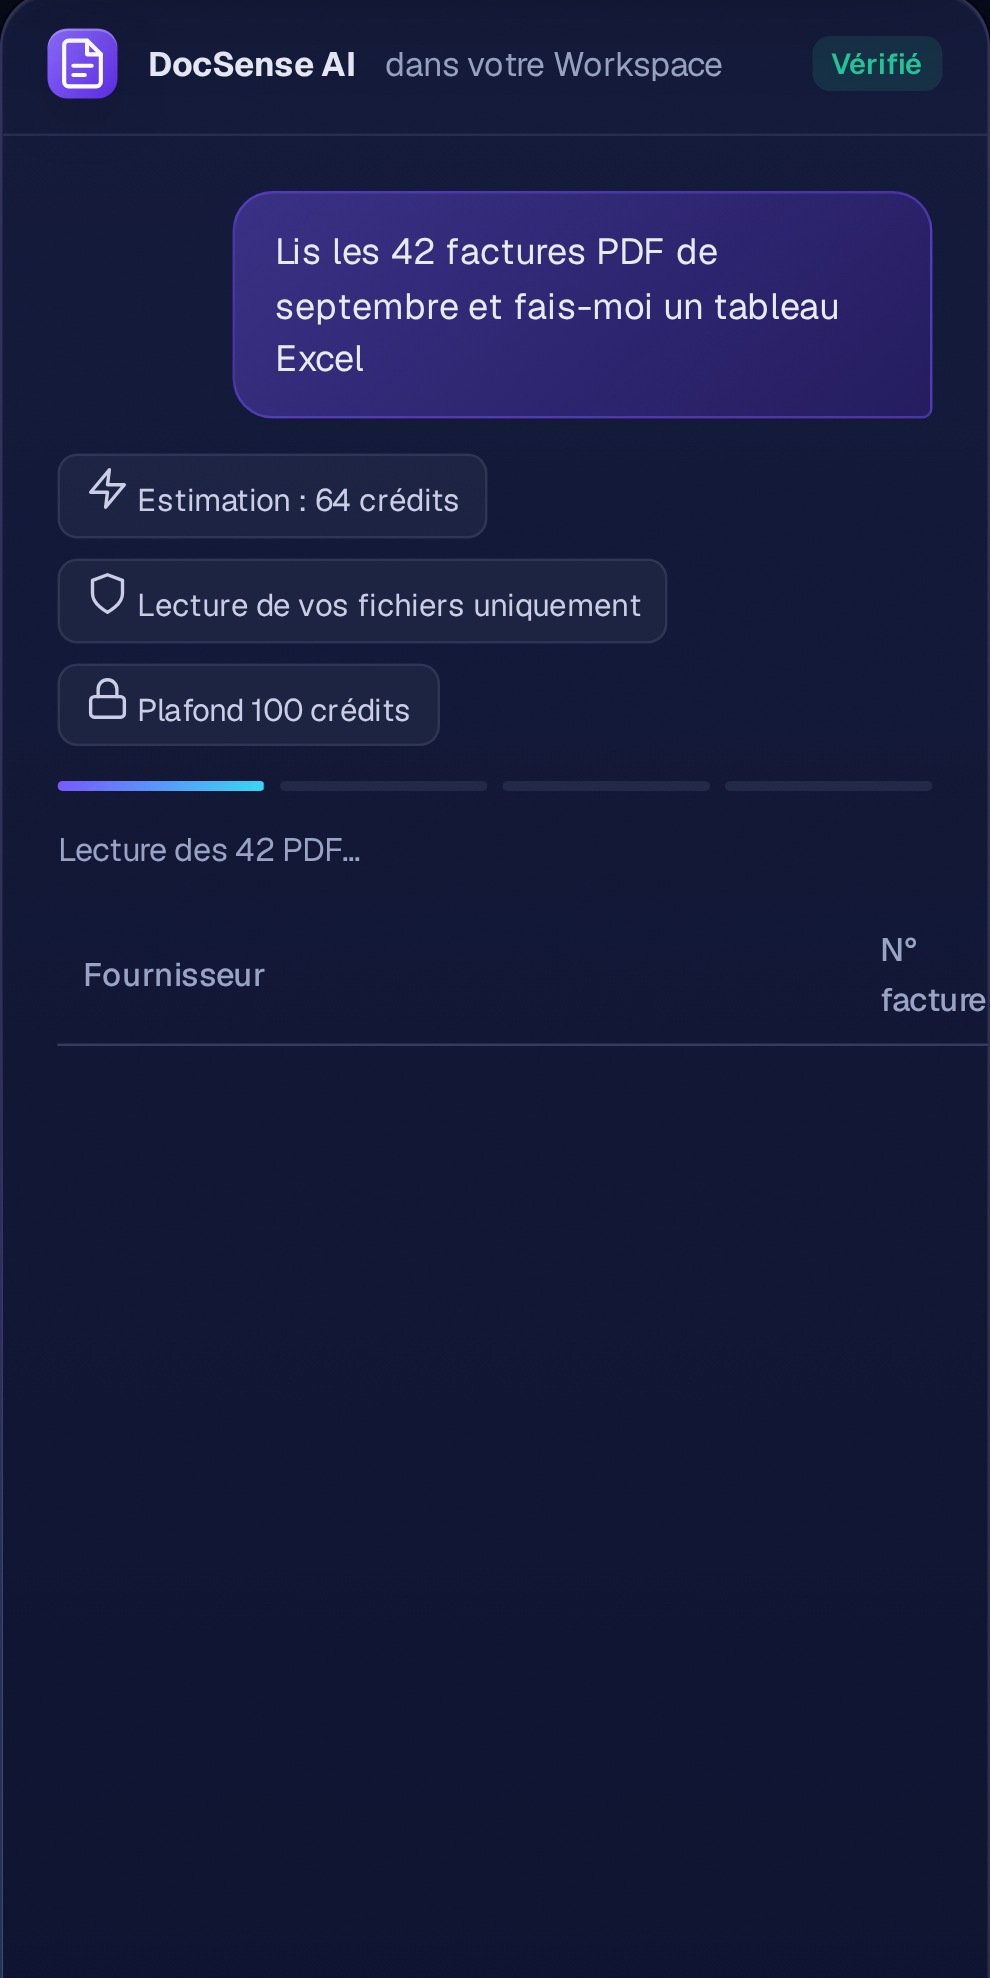 DocSense AI dans votre Workspace Vérifié
Lis les 42 factures PDF de
septembre et fais-moi un tableau
Excel
Estimation : 64 crédits
Lecture de vos fichiers uniquement
Plafond 100 crédits
Lecture des 42 PDF...
Fournisseur
N°
facture